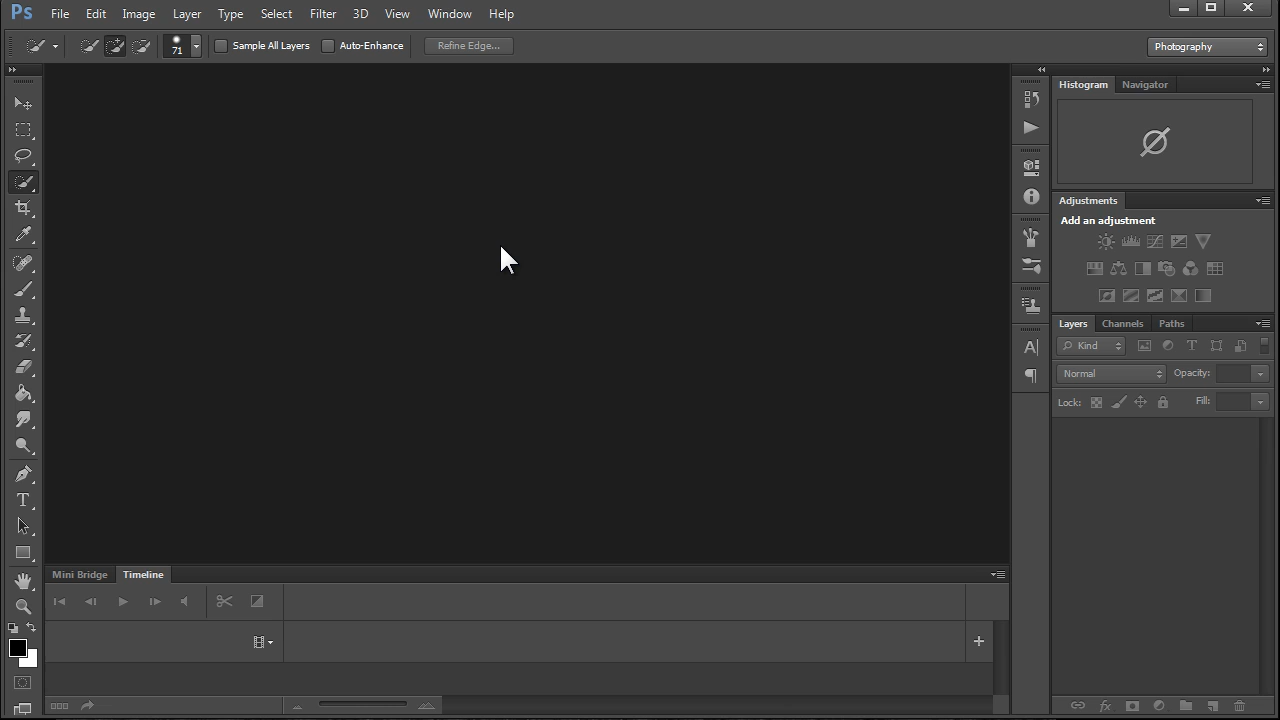 Ps File Edit Image Layer Type Select Filter 3D View Window Help
71 Sample All Layers Auto-Enhance Refine Edge... Photography
Histogram Navigator
Adjustments
Add an adjustment
Layers Channels Paths
Kind
Normal Opacity:
Lock: Fill:
Mini Bridge Timeline